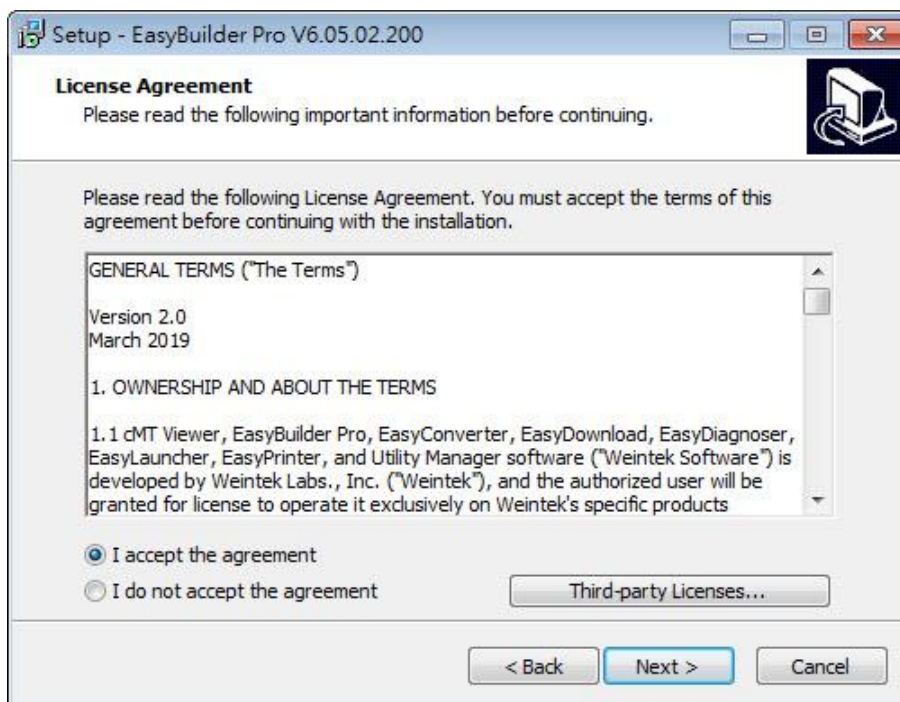 Setup - EasyBuilder Pro V6.05.02.200
License Agreement
Please read the following important information before continuing.
Please read the following License Agreement. You must accept the terms of this
agreement before continuing with the installation.
GENERAL TERMS ("The Terms")
Version 2.0
March 2019
1. OWNERSHIP AND ABOUT THE TERMS
1.1 cMT Viewer, EasyBuilder Pro, EasyConverter, EasyDownload, EasyDiagnoser,
EasyLauncher, EasyPrinter, and Utility Manager software ("Weintek Software") is
developed by Weintek Labs., Inc. ("Weintek"), and the authorized user will be
granted for license to operate it exclusively on Weintek's specific products
I accept the agreement
I do not accept the agreement
Third-party Licenses...
< Back
Next >
Cancel